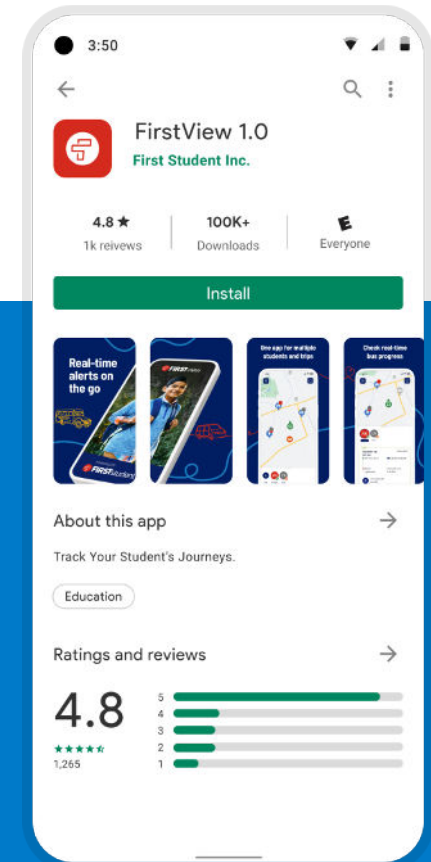 3:50
FirstView 1.0
First Student Inc.
4.8 ★
1k reivews
100K+
Downloads
E
Everyone
Install
Real-time
alerts on
the go
FIRSTstudent
FIRSTVIEW
One app for multiple
students and trips
Check real-time
bus progress
About this app
Track Your Student's Journeys.
Education
Ratings and reviews
4.8
1,265
5
4
3
2
1